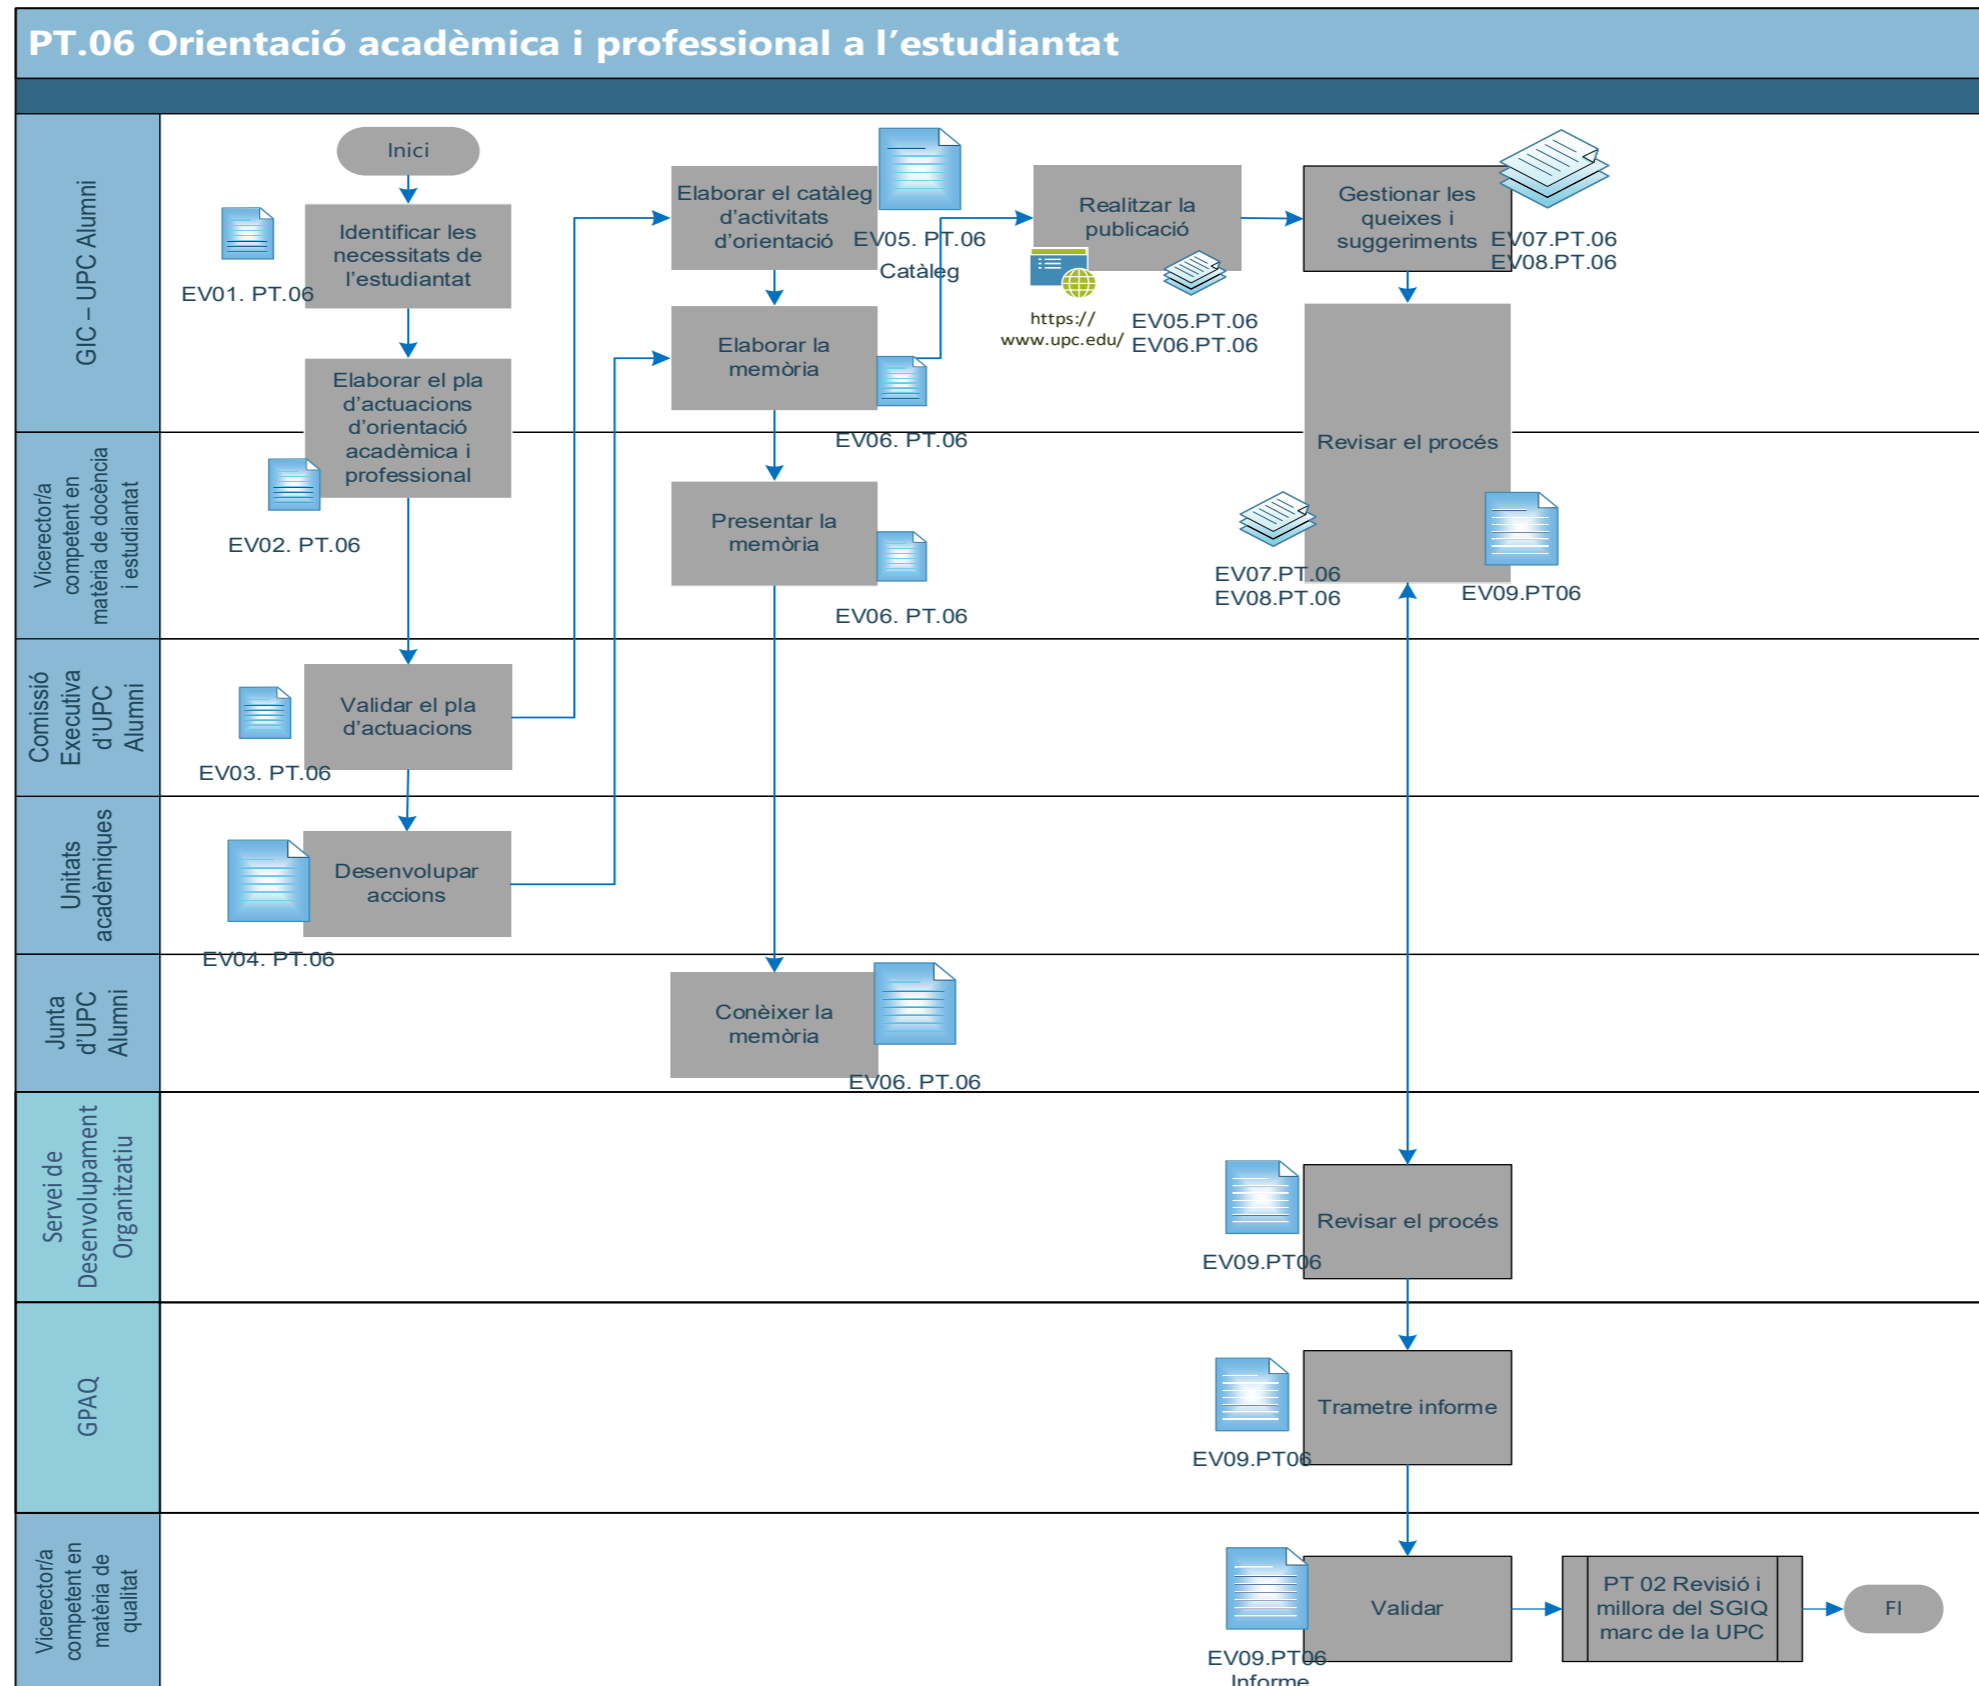 PT.06 Orientació acadèmica i professional a l’estudiantat
GIC – UPC Alumni
Inici
Identificar les
necessitats de
l’estudiantat
EV01. PT.06
Elaborar el pla
d’actuacions
d’orientació
acadèmica i
professional
EV02. PT.06
Elaborar el catàleg
d’activitats
d’orientació
EV05. PT.06
Catàleg
Elaborar la
memòria
EV06. PT.06
Realitzar la
publicació
https://
www.upc.edu/
EV05.PT.06
EV06.PT.06
Gestionar les
queixes i
suggeriments
EV07.PT.06
EV08.PT.06
Revisar el procés
EV07.PT.06
EV08.PT.06
EV09.PT06
Vicerector/a
competent en
matèria de docència
i estudiantat
Presentar la
memòria
EV06. PT.06
Comissió
Executiva
d’UPC
Alumni
Validar el pla
d’actuacions
EV03. PT.06
Unitats
acadèmiques
Desenvolupar
accions
EV04. PT.06
Junta
d’UPC
Alumni
Conèixer la
memòria
EV06. PT.06
Servei de
Desenvolupament
Organitzatiu
Revisar el procés
EV09.PT06
GPAQ
Trametre informe
EV09.PT06
Vicerector/a
competent en
matèria de
qualitat
Validar
EV09.PT06
Informe
PT 02 Revisió i
millora del SGIQ
marc de la UPC
FI